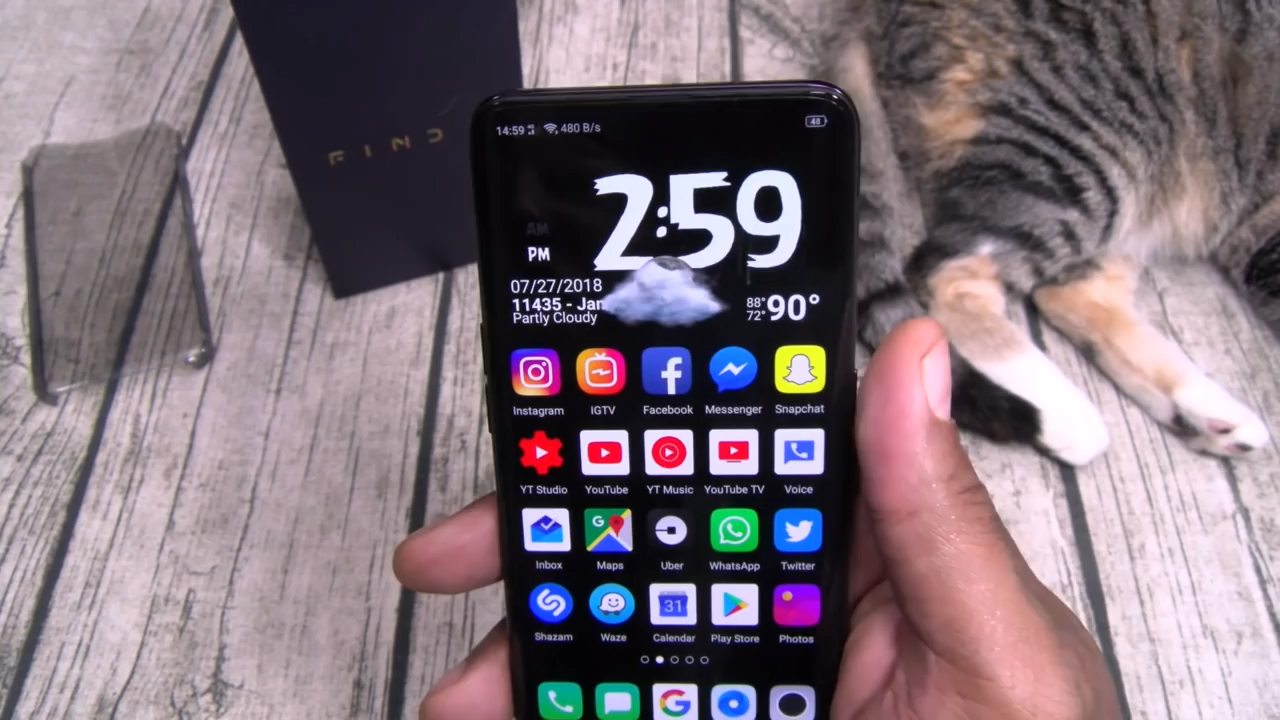 FIND
14:59 480 B/s 48
2:59
AM
PM
07/27/2018
11435 - Jam
Partly Cloudy
88°
72°
90°
Instagram IGTV Facebook Messenger Snapchat
YT Studio YouTube YT Music YouTube TV Voice
G
Inbox Maps Uber WhatsApp Twitter
31
Shazam Waze Calendar Play Store Photos
G